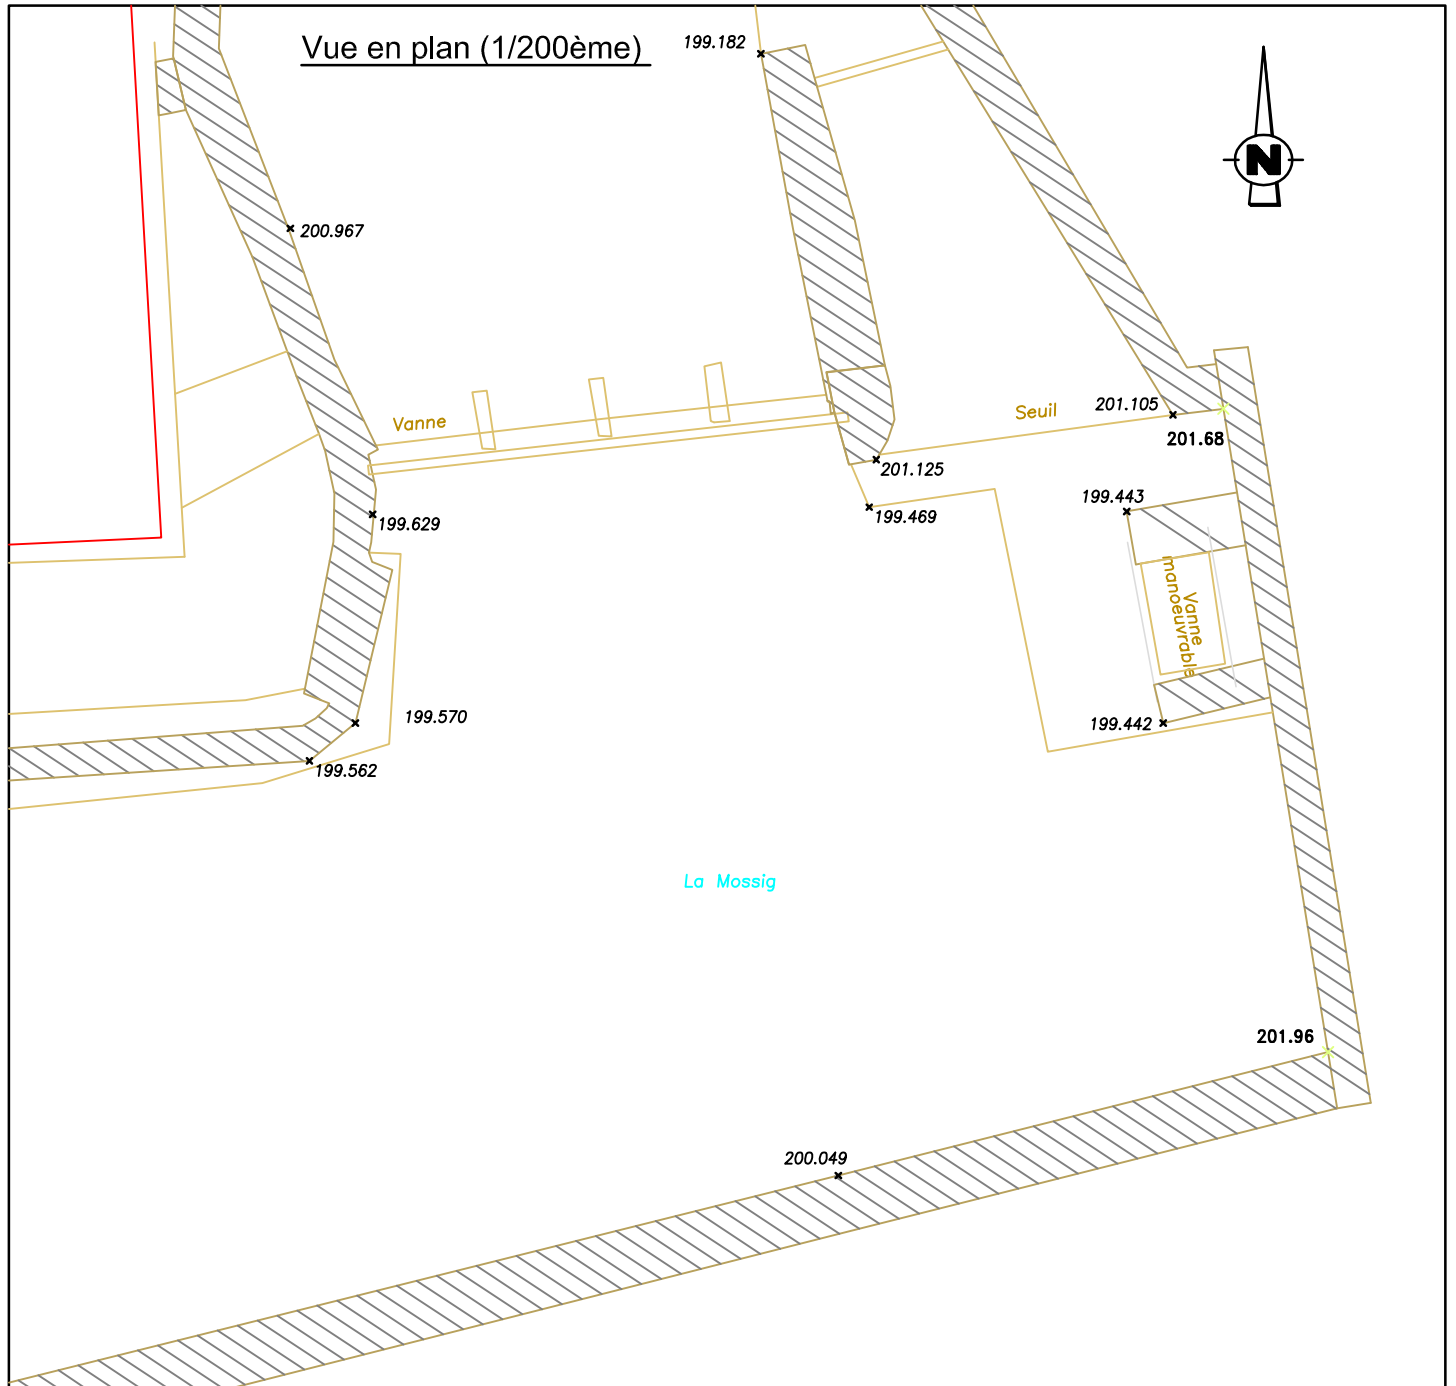 Vue en plan (1/200ème)
199.182
N
200.967
201.105
Seuil
Vanne
201.68
201.125
199.443
199.469
199.629
Vanne
manoeuvrable
199.570
199.442
199.562
La Mossig
201.96
200.049